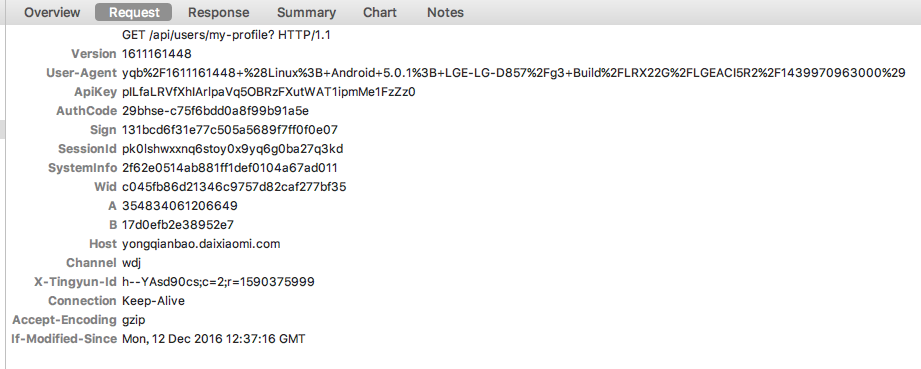 Overview Request Response Summary Chart Notes
GET /api/users/my-profile? HTTP/1.1
Version 1611161448
User-Agent yqb%2F1611161448+%28Linux%3B+Android+5.0.1%3B+LGE-LG-D857%2Fg3+Build%2FLRX22G%2FLGEACI5R2%2F1439970963000%29
ApiKey pILfaLRVfXhIArlpaVq5OBRzFXutWAT1ipmMe1FzZz0
AuthCode 29bhse-c75f6bdd0a8f99b91a5e
Sign 131bcd6f31e77c505a5689f7ff0f0e07
SessionId pk0lshwxxnq6stoy0x9yq6g0ba27q3kd
SystemInfo 2f62e0514ab881ff1def0104a67ad011
Wid c045fb86d21346c9757d82caf277bf35
A 354834061206649
B 17d0efb2e38952e7
Host yongqianbao.daixiaomi.com
Channel wdj
X-Tingyun-Id h--YAsd90cs;c=2;r=1590375999
Connection Keep-Alive
Accept-Encoding gzip
If-Modified-Since Mon, 12 Dec 2016 12:37:16 GMT